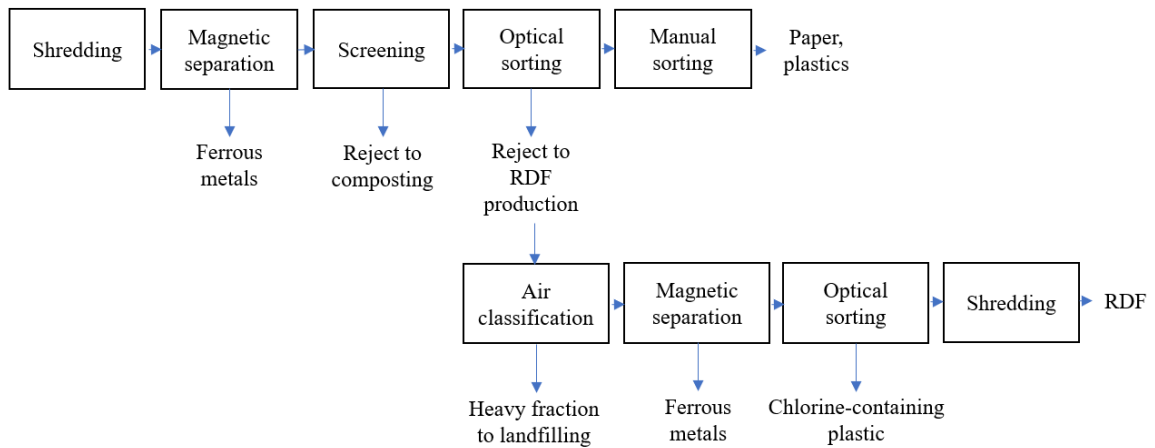 Shredding
Magnetic
separation
Screening
Optical
sorting
Manual
sorting
Paper,
plastics
Ferrous
metals
Reject to
composting
Reject to
RDF
production
Air
classification
Magnetic
separation
Optical
sorting
Shredding
RDF
Heavy fraction
to landfilling
Ferrous
metals
Chlorine-containing
plastic